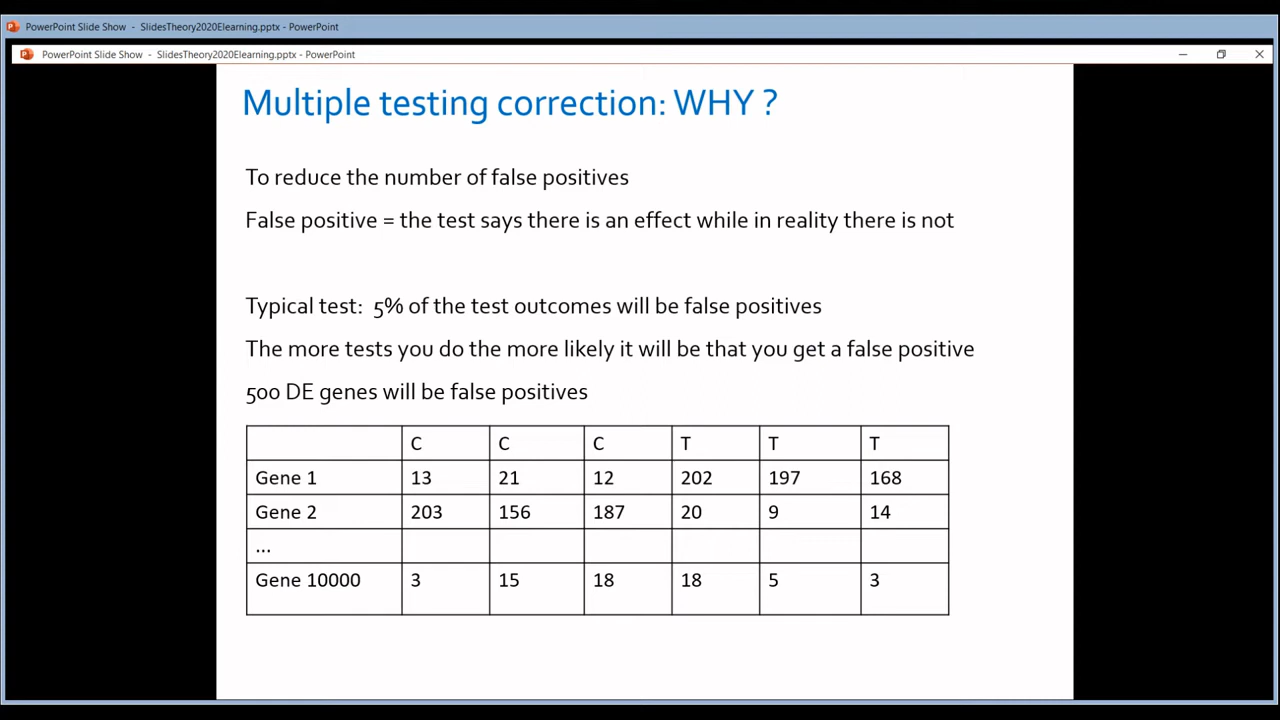 PowerPoint Slide Show - SlidesTheory2020Elearning.pptx - PowerPoint
PowerPoint Slide Show - SlidesTheory2020Elearning.pptx - PowerPoint
Multiple testing correction: WHY ?
To reduce the number of false positives
False positive = the test says there is an effect while in reality there is not
Typical test: 5% of the test outcomes will be false positives
The more tests you do the more likely it will be that you get a false positive
500 DE genes will be false positives
C C C T T T
Gene 1 13 21 12 202 197 168
Gene 2 203 156 187 20 9 14
...
Gene 10000 3 15 18 18 5 3